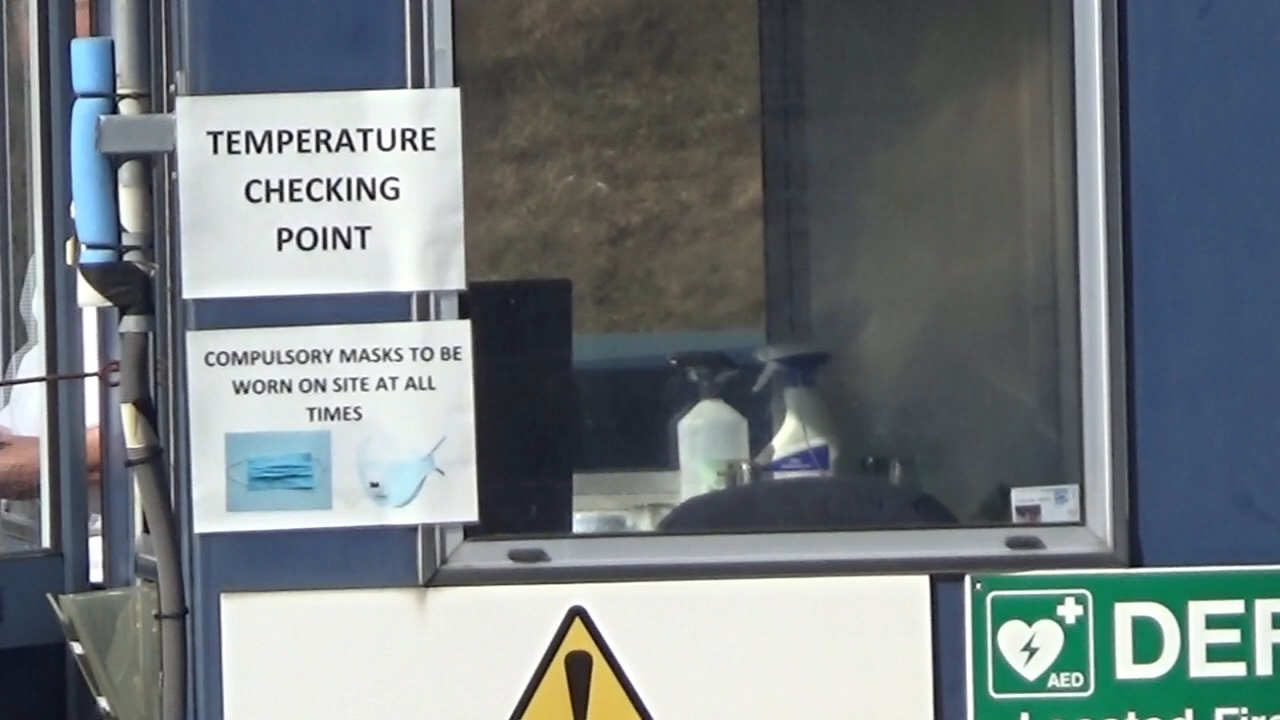 TEMPERATURE
CHECKING
POINT
COMPULSORY MASKS TO BE
WORN ON SITE AT ALL
TIMES
!
AED
DEF